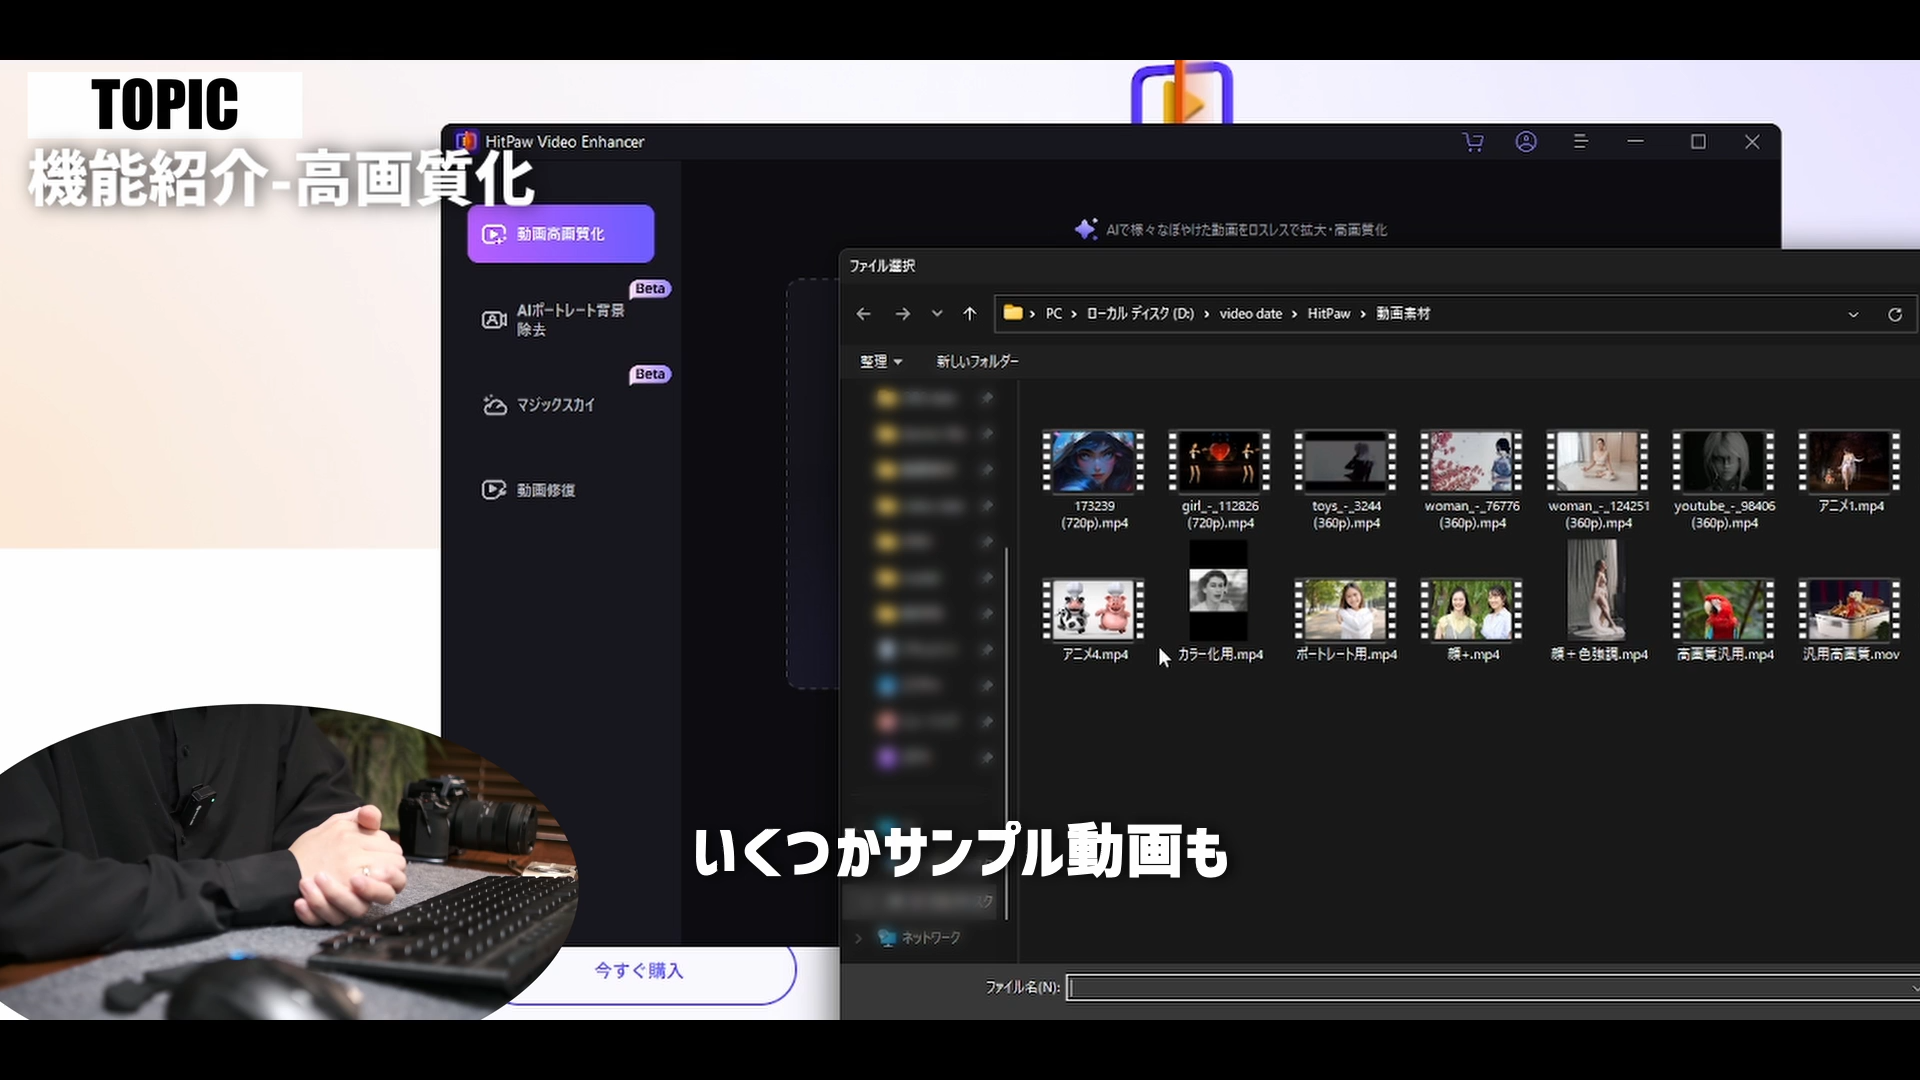 TOPIC
機能紹介-高画質化
HitPaw Video Enhancer
動画高画質化
Beta
AIポートレート背景
除去
Beta
マジックスカイ
動画修復
AIで様々なぼやけた動画をロスレスで拡大・高画質化
ファイル選択
PC › ローカル ディスク (D:) › video date › HitPaw › 動画素材
整理
新しいフォルダー
173239
(720p).mp4
girl_-_112826
(720p).mp4
toys_-_3244
(360p).mp4
woman_-_76776
(360p).mp4
woman_-_124251
(360p).mp4
youtube_-_98406
(360p).mp4
アニメ1.mp4
アニメ4.mp4
カラー化用.mp4
ポートレート用.mp4
顔+.mp4
顔＋色強調.mp4
高画質汎用.mp4
汎用高画質.mov
いくつかサンプル動画も
ネットワーク
今すぐ購入
ファイル名(N):